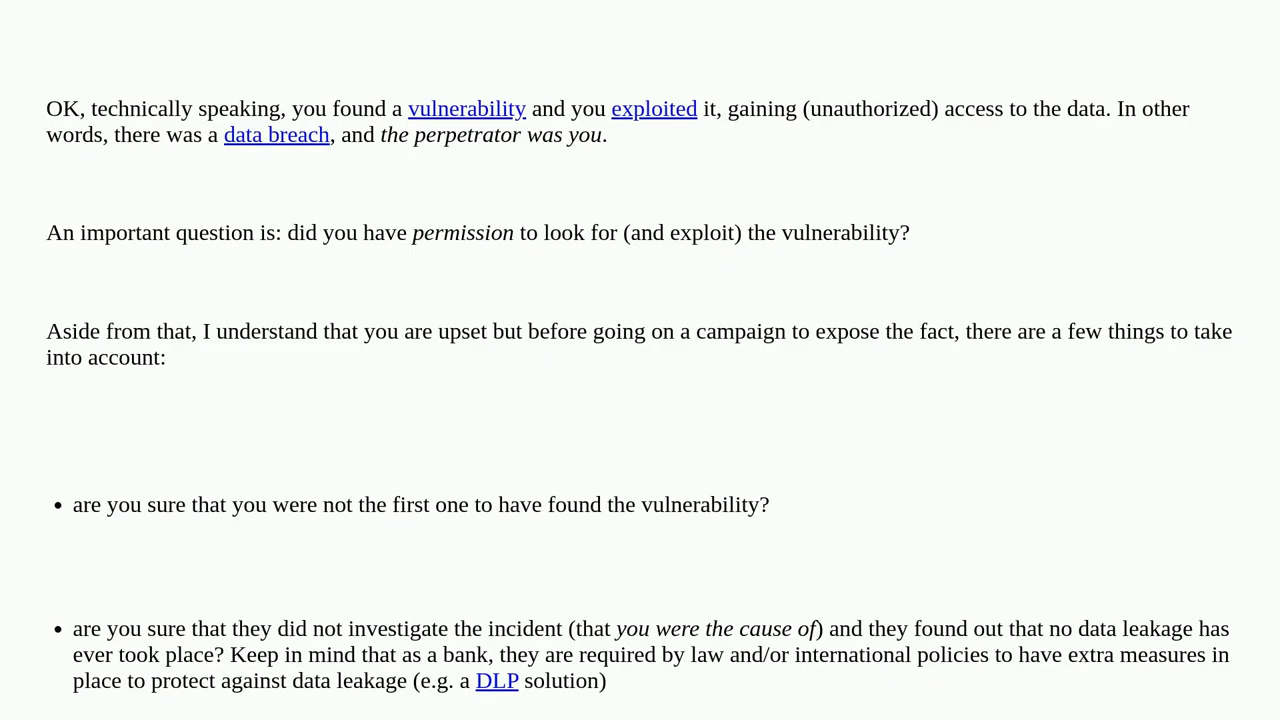 OK, technically speaking, you found a vulnerability and you exploited it, gaining (unauthorized) access to the data. In other
words, there was a data breach, and the perpetrator was you.
An important question is: did you have permission to look for (and exploit) the vulnerability?
Aside from that, I understand that you are upset but before going on a campaign to expose the fact, there are a few things to take
into account:
• are you sure that you were not the first one to have found the vulnerability?
• are you sure that they did not investigate the incident (that you were the cause of) and they found out that no data leakage has
ever took place? Keep in mind that as a bank, they are required by law and/or international policies to have extra measures in
place to protect against data leakage (e.g. a DLP solution)